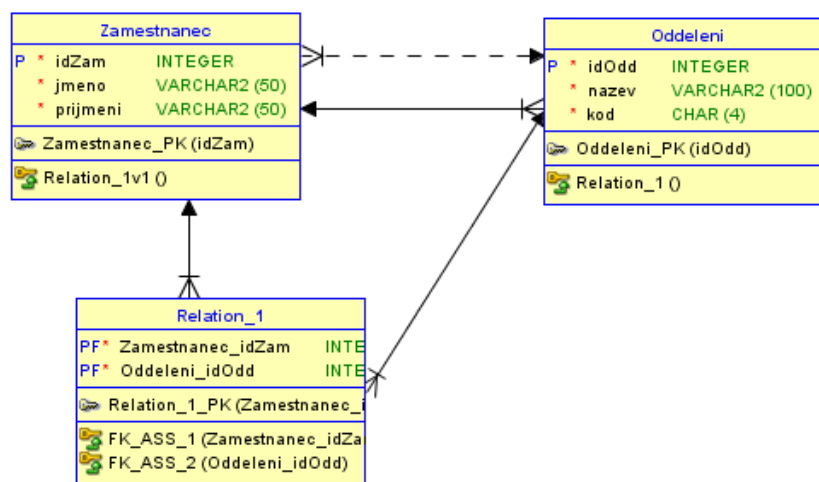 Zamestnanec
P * idZam INTEGER
* jmeno VARCHAR2 (50)
* prijmeni VARCHAR2 (50)
Zamestnanec_PK (idZam)
Relation_1v1 ()
Oddeleni
P * idOdd INTEGER
* nazev VARCHAR2 (100)
* kod CHAR (4)
Oddeleni_PK (idOdd)
Relation_1 ()
Relation_1
PF* Zamestnanec_idZam INTE
PF* Oddeleni_idOdd INTE
Relation_1_PK (Zamestnanec_i
FK_ASS_1 (Zamestnanec_idZa
FK_ASS_2 (Oddeleni_idOdd)